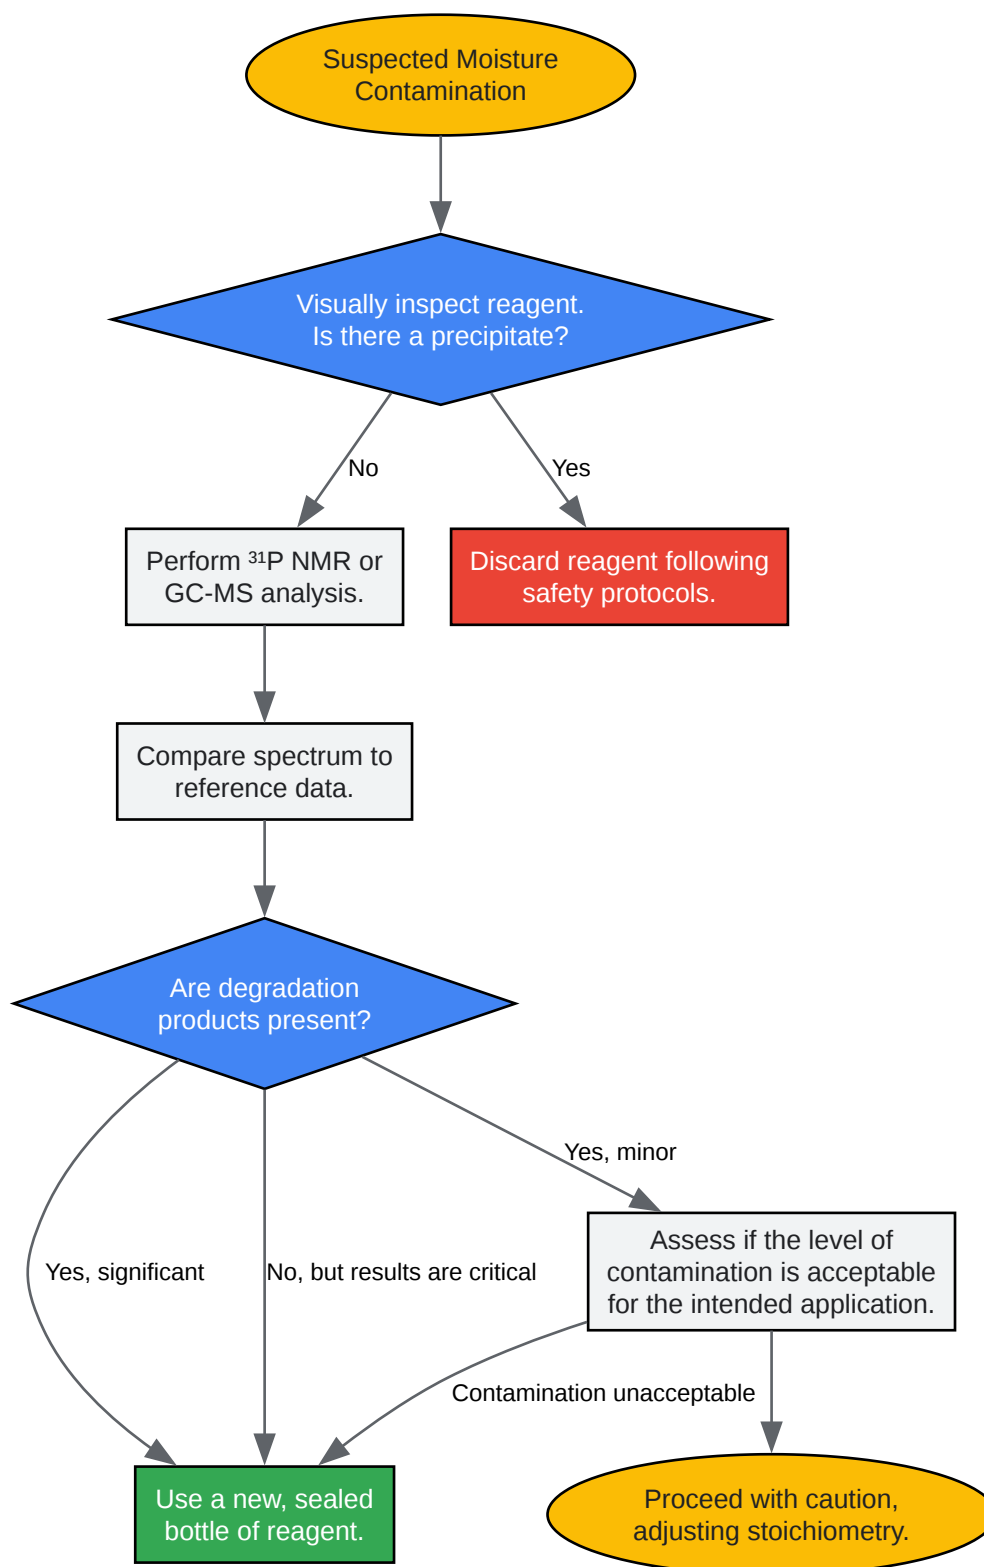 Suspected Moisture
Contamination
Visually inspect reagent.
Is there a precipitate?
No
Yes
Perform ³¹P NMR or
GC-MS analysis.
Discard reagent following
safety protocols.
Compare spectrum to
reference data.
Are degradation
products present?
Yes, minor
Yes, significant
No, but results are critical
Assess if the level of
contamination is acceptable
for the intended application.
Contamination unacceptable
Use a new, sealed
bottle of reagent.
Proceed with caution,
adjusting stoichiometry.